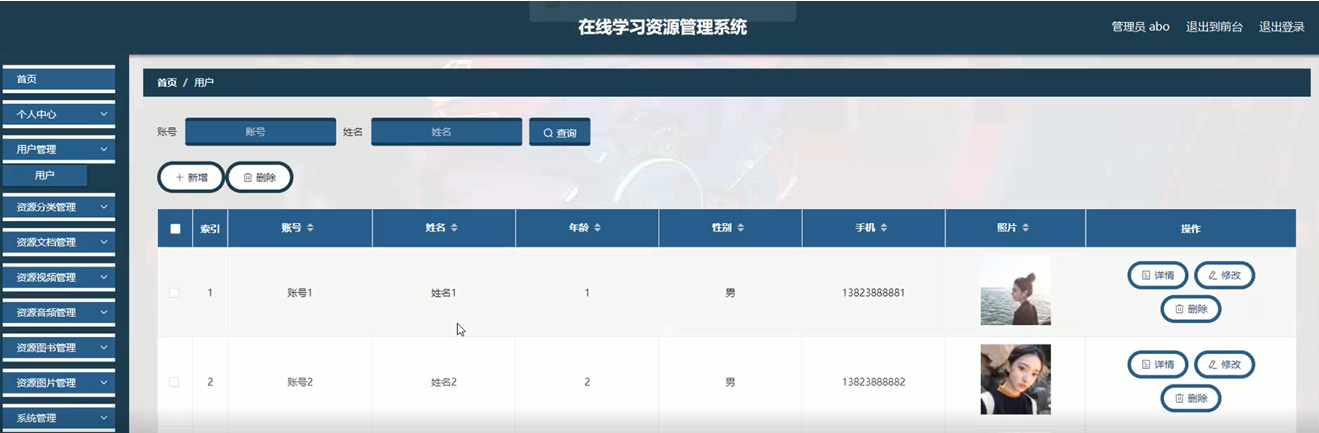 在线学习资源管理系统
管理员 abo 退出到前台 退出登录
首页
个人中心
用户管理
用户
资源分类管理
资源文档管理
资源视频管理
资源音频管理
资源图书管理
资源图片管理
系统管理
首页 / 用户
账号 账号 姓名 姓名 查询
新增 删除
索引 账号 姓名 年龄 性别 手机 照片 操作
1 账号1 姓名1 1 男 13823888881 详情 修改
删除
2 账号2 姓名2 2 男 13823888882 详情 修改
删除